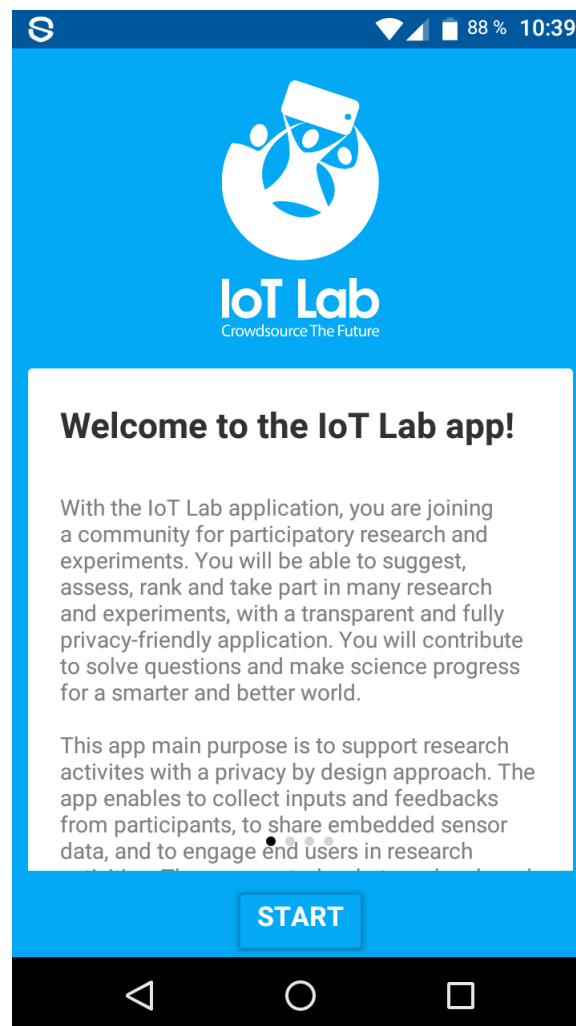 88 % 10:39
IoT Lab
Crowdsource The Future
Welcome to the IoT Lab app!
With the IoT Lab application, you are joining
a community for participatory research and
experiments. You will be able to suggest,
assess, rank and take part in many research
and experiments, with a transparent and fully
privacy-friendly application. You will contribute
to solve questions and make science progress
for a smarter and better world.
This app main purpose is to support research
activites with a privacy by design approach. The
app enables to collect inputs and feedbacks
from participants, to share embedded sensor
data, and to engage end users in research
START